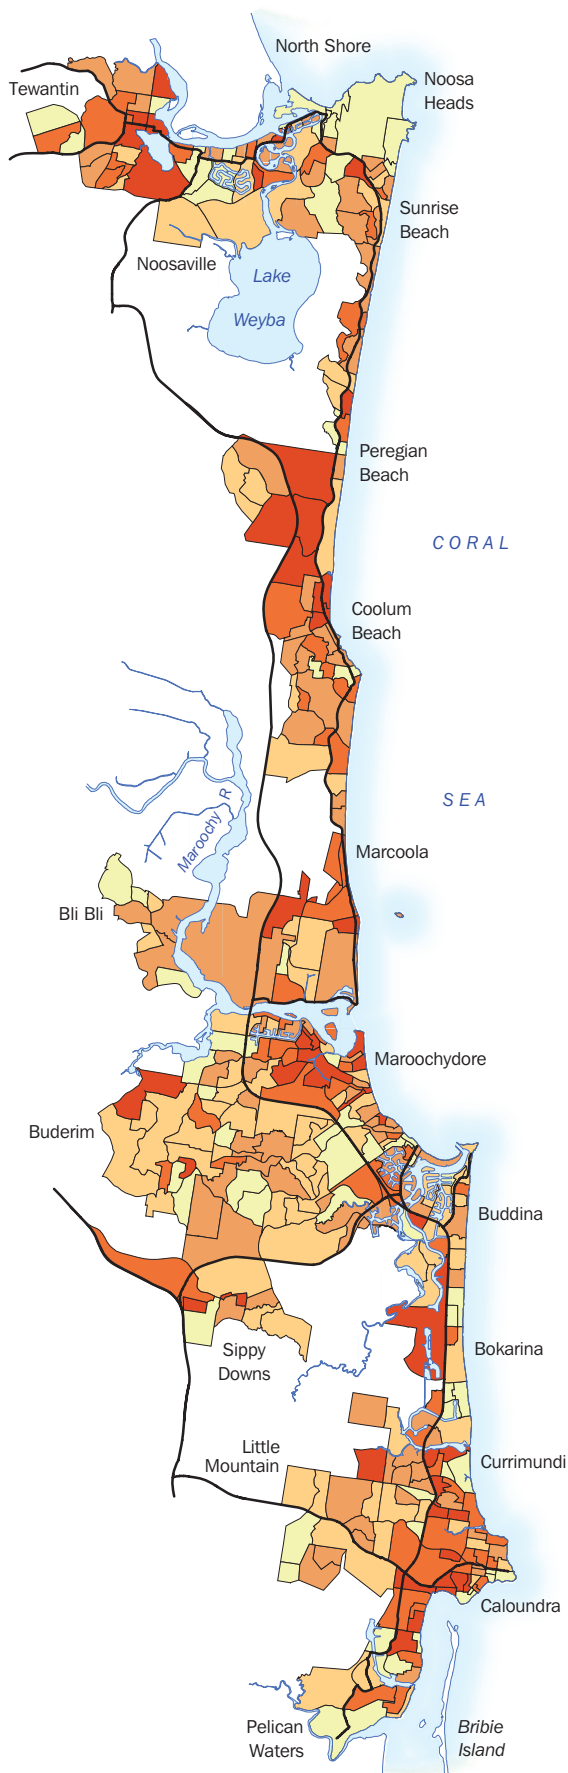 North Shore
Noosa
Heads
Tewantin
Sunrise
Beach
Noosaville
Lake
Weyba
Peregian
Beach
CORAL
Coolum
Beach
SEA
Maroochy R
Marcoola
Bli Bli
Maroochydore
Buderim
Buddina
Sippy
Downs
Bokarina
Little
Mountain
Currimundi
Caloundra
Pelican
Waters
Bribie
Island